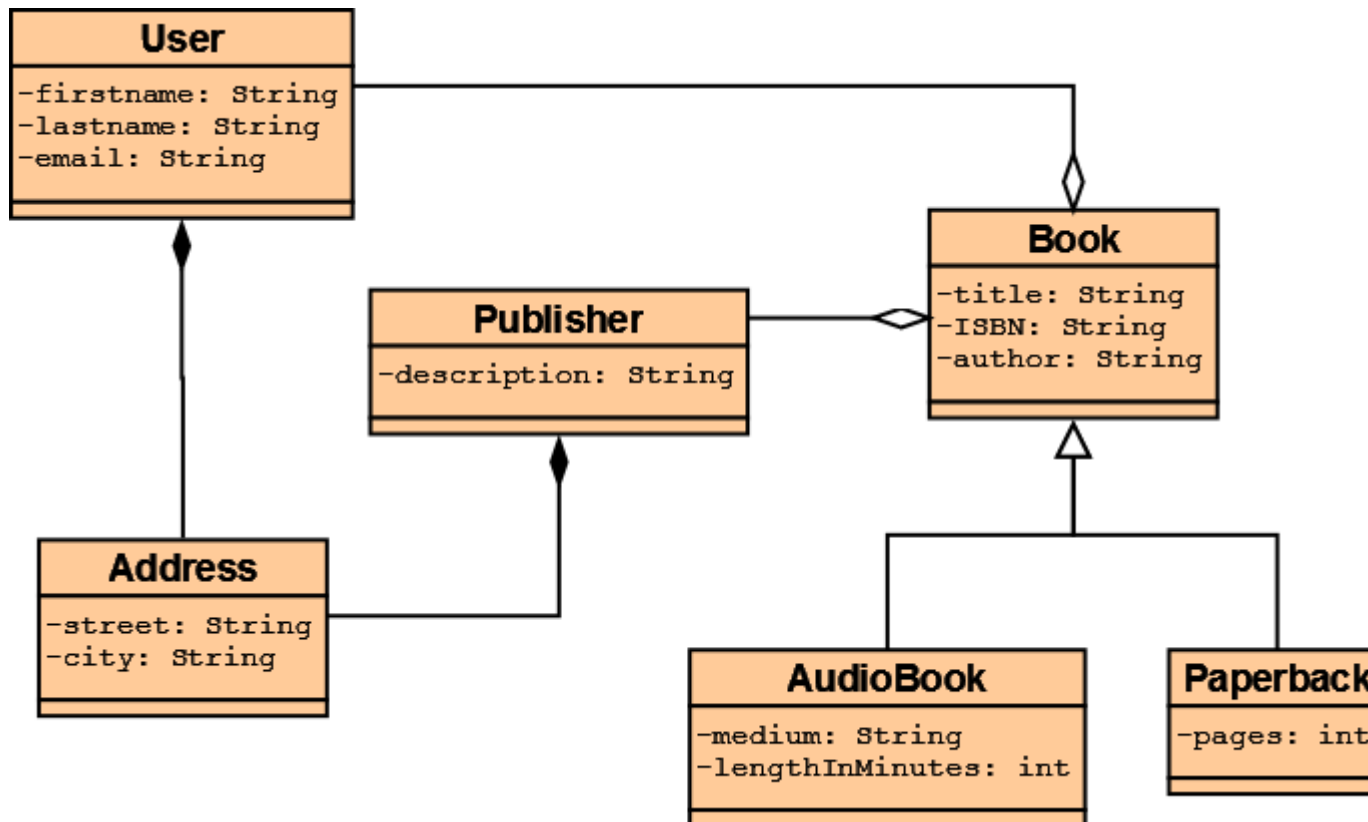 User
-firstname: String
-lastname: String
-email: String
Book
-title: String
-ISBN: String
-author: String
Publisher
-description: String
Address
-street: String
-city: String
AudioBook
-medium: String
-lengthInMinutes: int
Paperback
-pages: int